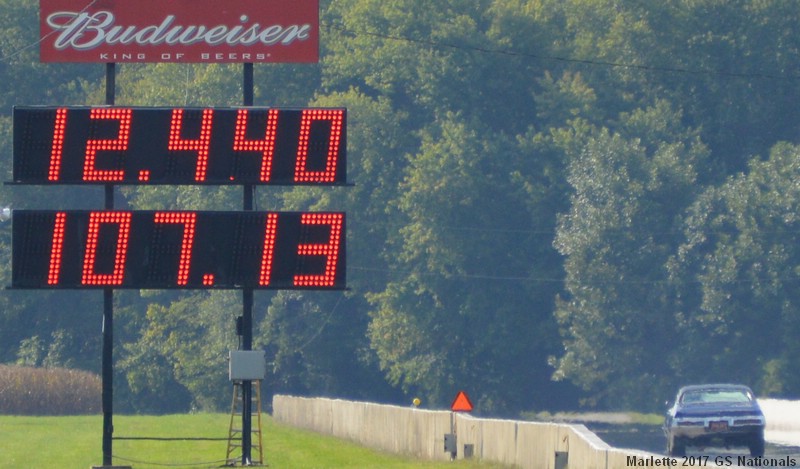 Budweiser
KING OF BEERS®
12.440
107.13
Marlette 2017 GS Nationals